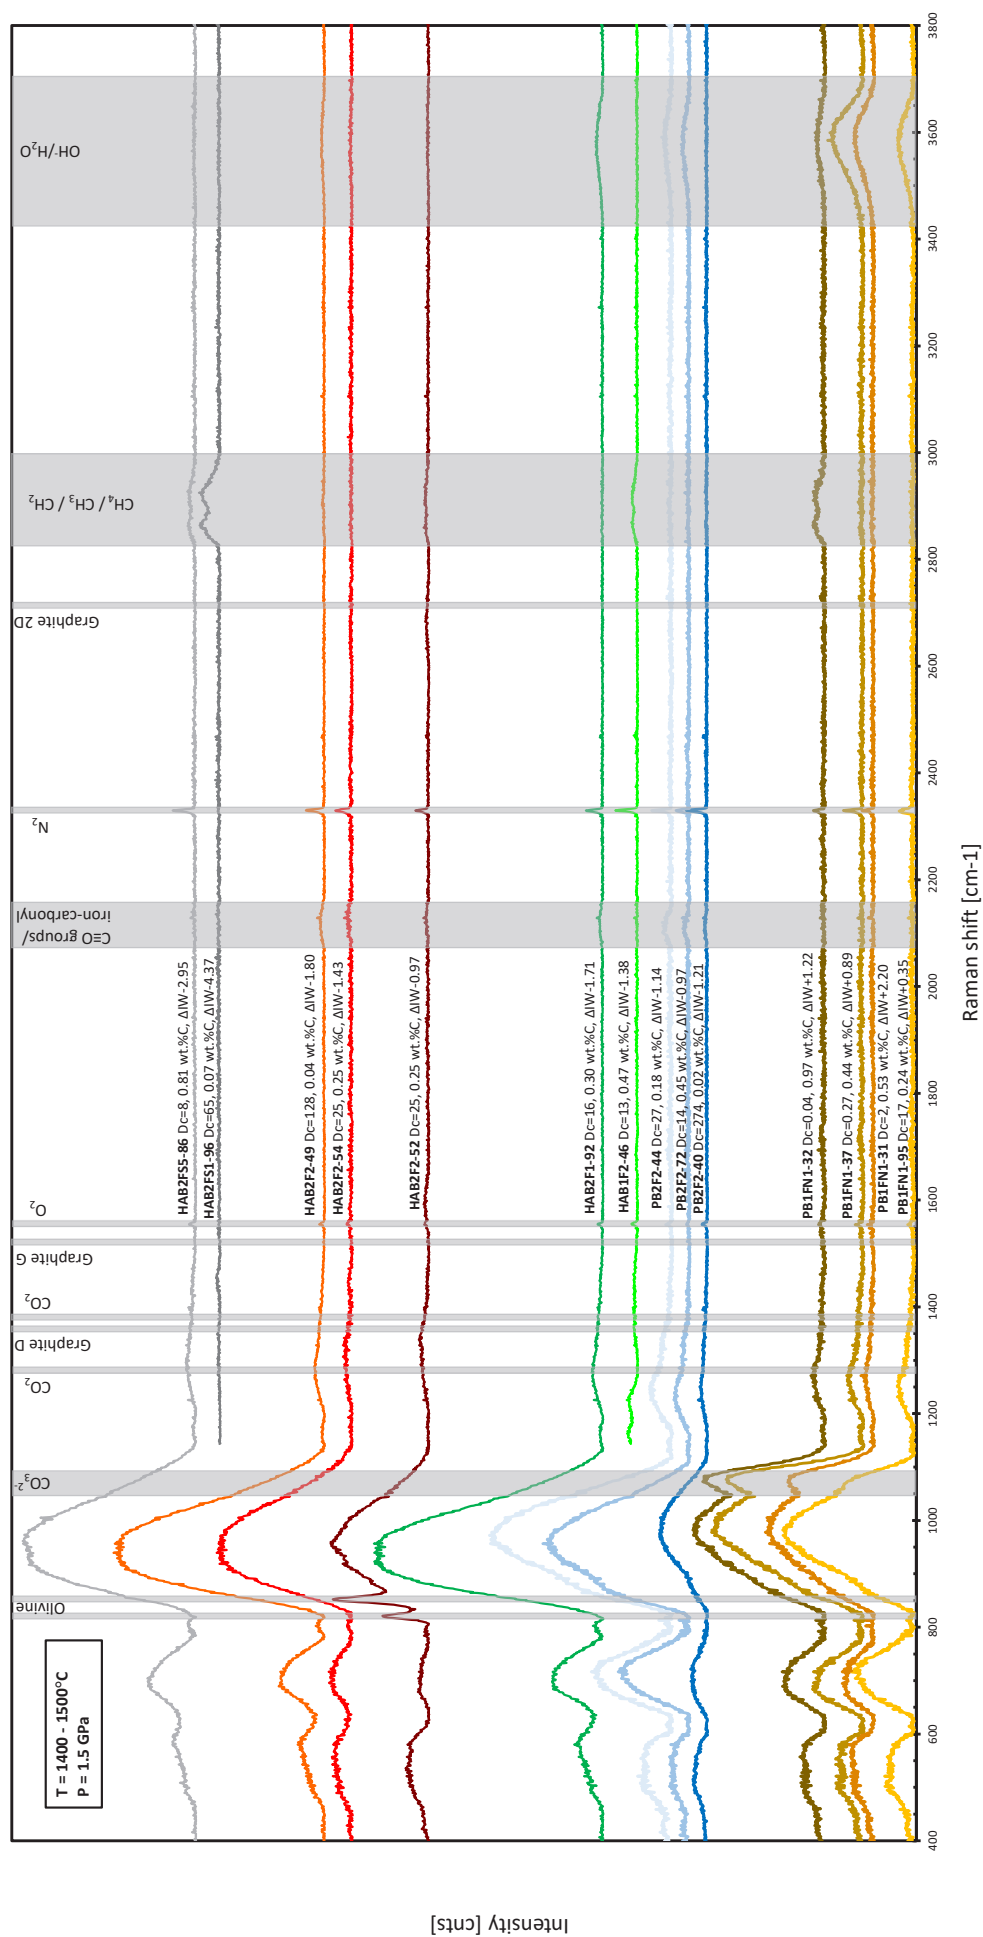 T = 1400 - 1500°C
P = 1.5 GPa
Olivine
CO₃²⁻
CO₂
Graphite D
CO₂
Graphite G
O₂
C≡O groups/
iron-carbonyl
N₂
Graphite 2D
CH₄ / CH₃ / CH₂
OH⁻/H₂O
HAB2FS5-86 Dc=8, 0.81 wt.%C, ΔIW-2.95
HAB2FS1-96 Dc=65, 0.07 wt.%C, ΔIW-4.37
HAB2F2-49 Dc=128, 0.04 wt.%C, ΔIW-1.80
HAB2F2-54 Dc=25, 0.25 wt.%C, ΔIW-1.43
HAB2F2-52 Dc=25, 0.25 wt.%C, ΔIW-0.97
HAB2F1-92 Dc=16, 0.30 wt.%C, ΔIW-1.71
HAB1F2-46 Dc=13, 0.47 wt.%C, ΔIW-1.38
PB2F2-44 Dc=27, 0.18 wt.%C, ΔIW-1.14
PB2F2-72 Dc=14, 0.45 wt.%C, ΔIW-0.97
PB2F2-40 Dc=274, 0.02 wt.%C, ΔIW-1.21
PB1FN1-32 Dc=0.04, 0.97 wt.%C, ΔIW+1.22
PB1FN1-37 Dc=0.27, 0.44 wt.%C, ΔIW+0.89
PB1FN1-31 Dc=2, 0.53 wt.%C, ΔIW+2.20
PB1FN1-95 Dc=17, 0.24 wt.%C, ΔIW+0.35
400 600 800 1000 1200 1400 1600 1800 2000 2200 2400 2600 2800 3000 3200 3400 3600 3800
Raman shift [cm-1]
Intensity [cnts]